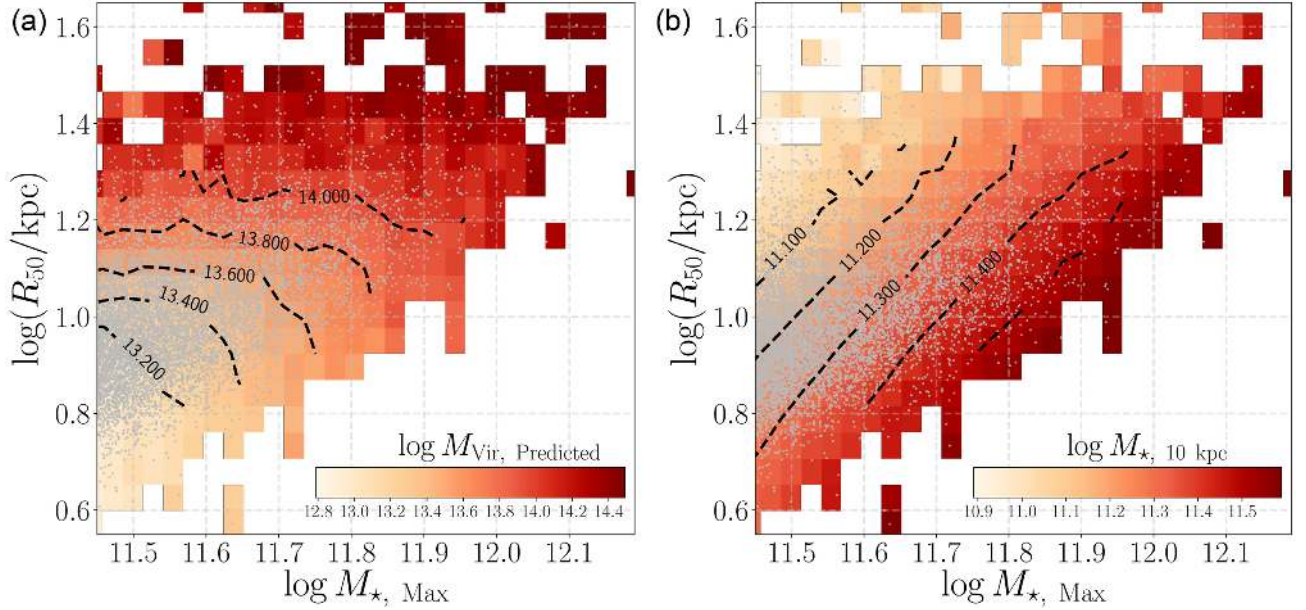 (a)
log(R50/kpc)
1.6
1.4
1.2
1.0
0.8
0.6
14.000
13.800
13.600
13.400
13.200
log MVir, Predicted
12.8 13.0 13.2 13.4 13.6 13.8 14.0 14.2 14.4
11.5 11.6 11.7 11.8 11.9 12.0 12.1
log M⋆, Max
(b)
log(R50/kpc)
1.6
1.4
1.2
1.0
0.8
0.6
11.100
11.200
11.300
11.400
log M⋆, 10 kpc
10.9 11.0 11.1 11.2 11.3 11.4 11.5
11.5 11.6 11.7 11.8 11.9 12.0 12.1
log M⋆, Max